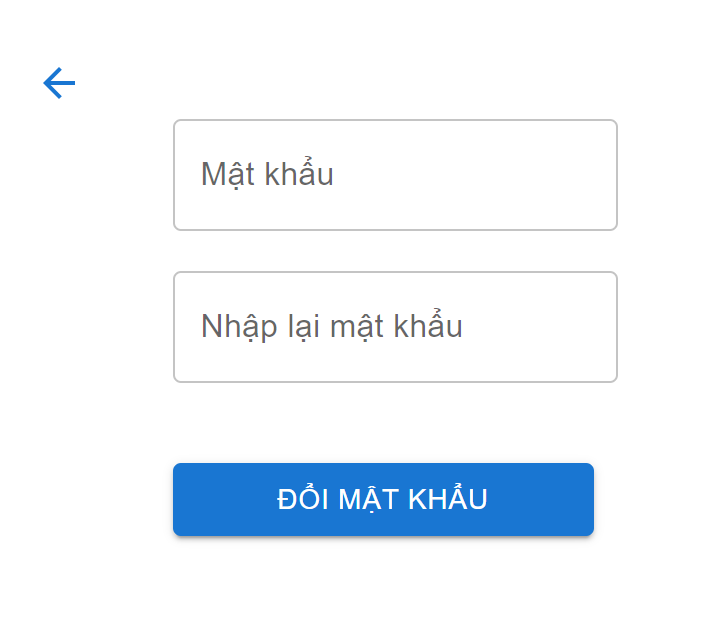 Mật khẩu
Nhập lại mật khẩu
ĐỔI MẬT KHẨU